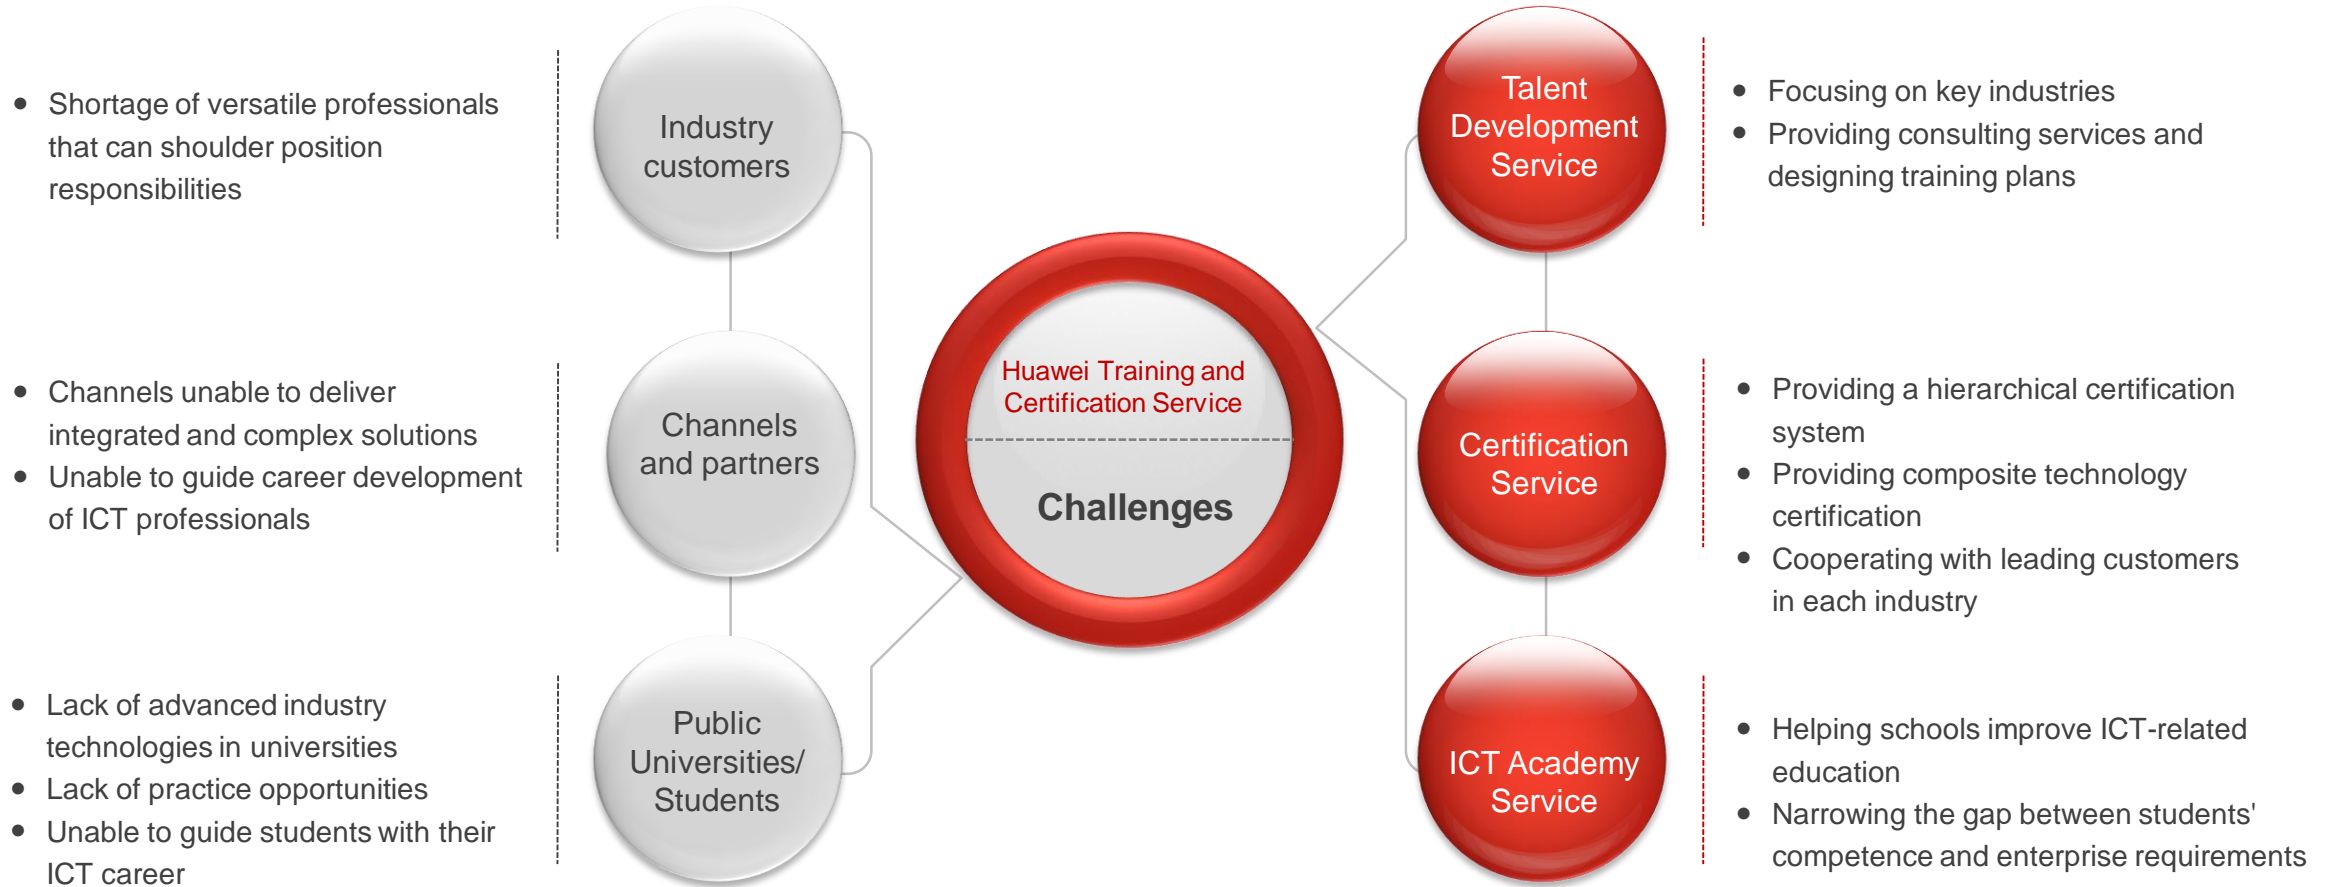 • Shortage of versatile professionals
that can shoulder position
responsibilities
Industry
customers
• Channels unable to deliver
integrated and complex solutions
• Unable to guide career development
of ICT professionals
Channels
and partners
• Lack of advanced industry
technologies in universities
• Lack of practice opportunities
• Unable to guide students with their
ICT career
Public
Universities/
Students
Huawei Training and
Certification Service
Challenges
Talent
Development
Service
• Focusing on key industries
• Providing consulting services and
designing training plans
Certification
Service
• Providing a hierarchical certification
system
• Providing composite technology
certification
• Cooperating with leading customers
in each industry
ICT Academy
Service
• Helping schools improve ICT-related
education
• Narrowing the gap between students'
competence and enterprise requirements